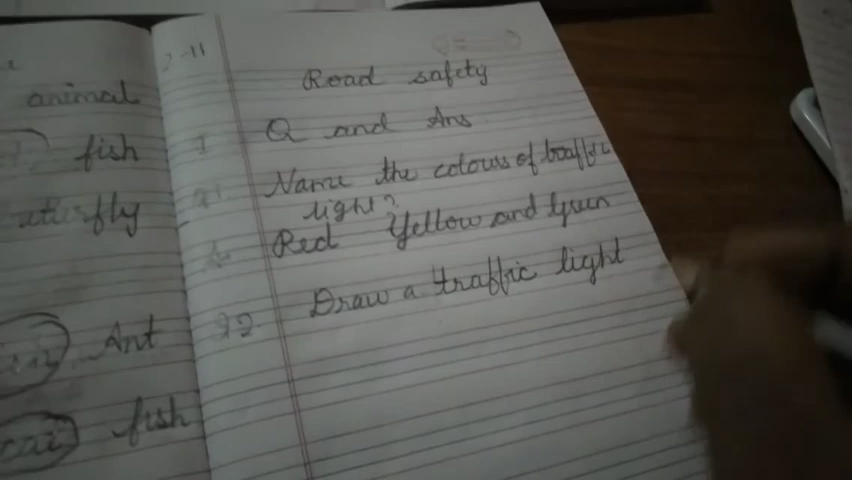 animal
fish
fly
Ant
fish
Road safety
Q and Ans
Name the colours of traffic
light?
Red Yellow and Green
Q2. Draw a traffic light